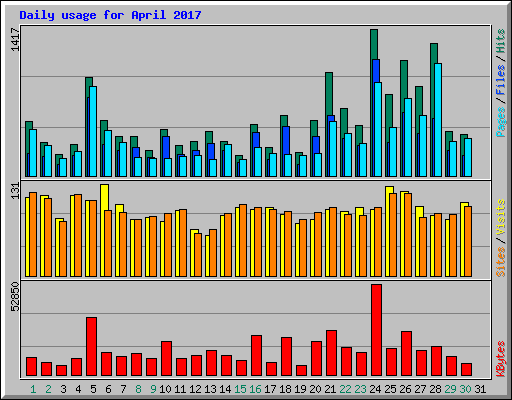 Daily usage for April 2017
1417
Pages / Files / Hits
131
Sites / Visits
52850
KBytes
1 2 3 4 5 6 7 8 9 10 11 12 13 14 15 16 17 18 19 20 21 22 23 24 25 26 27 28 29 30 31